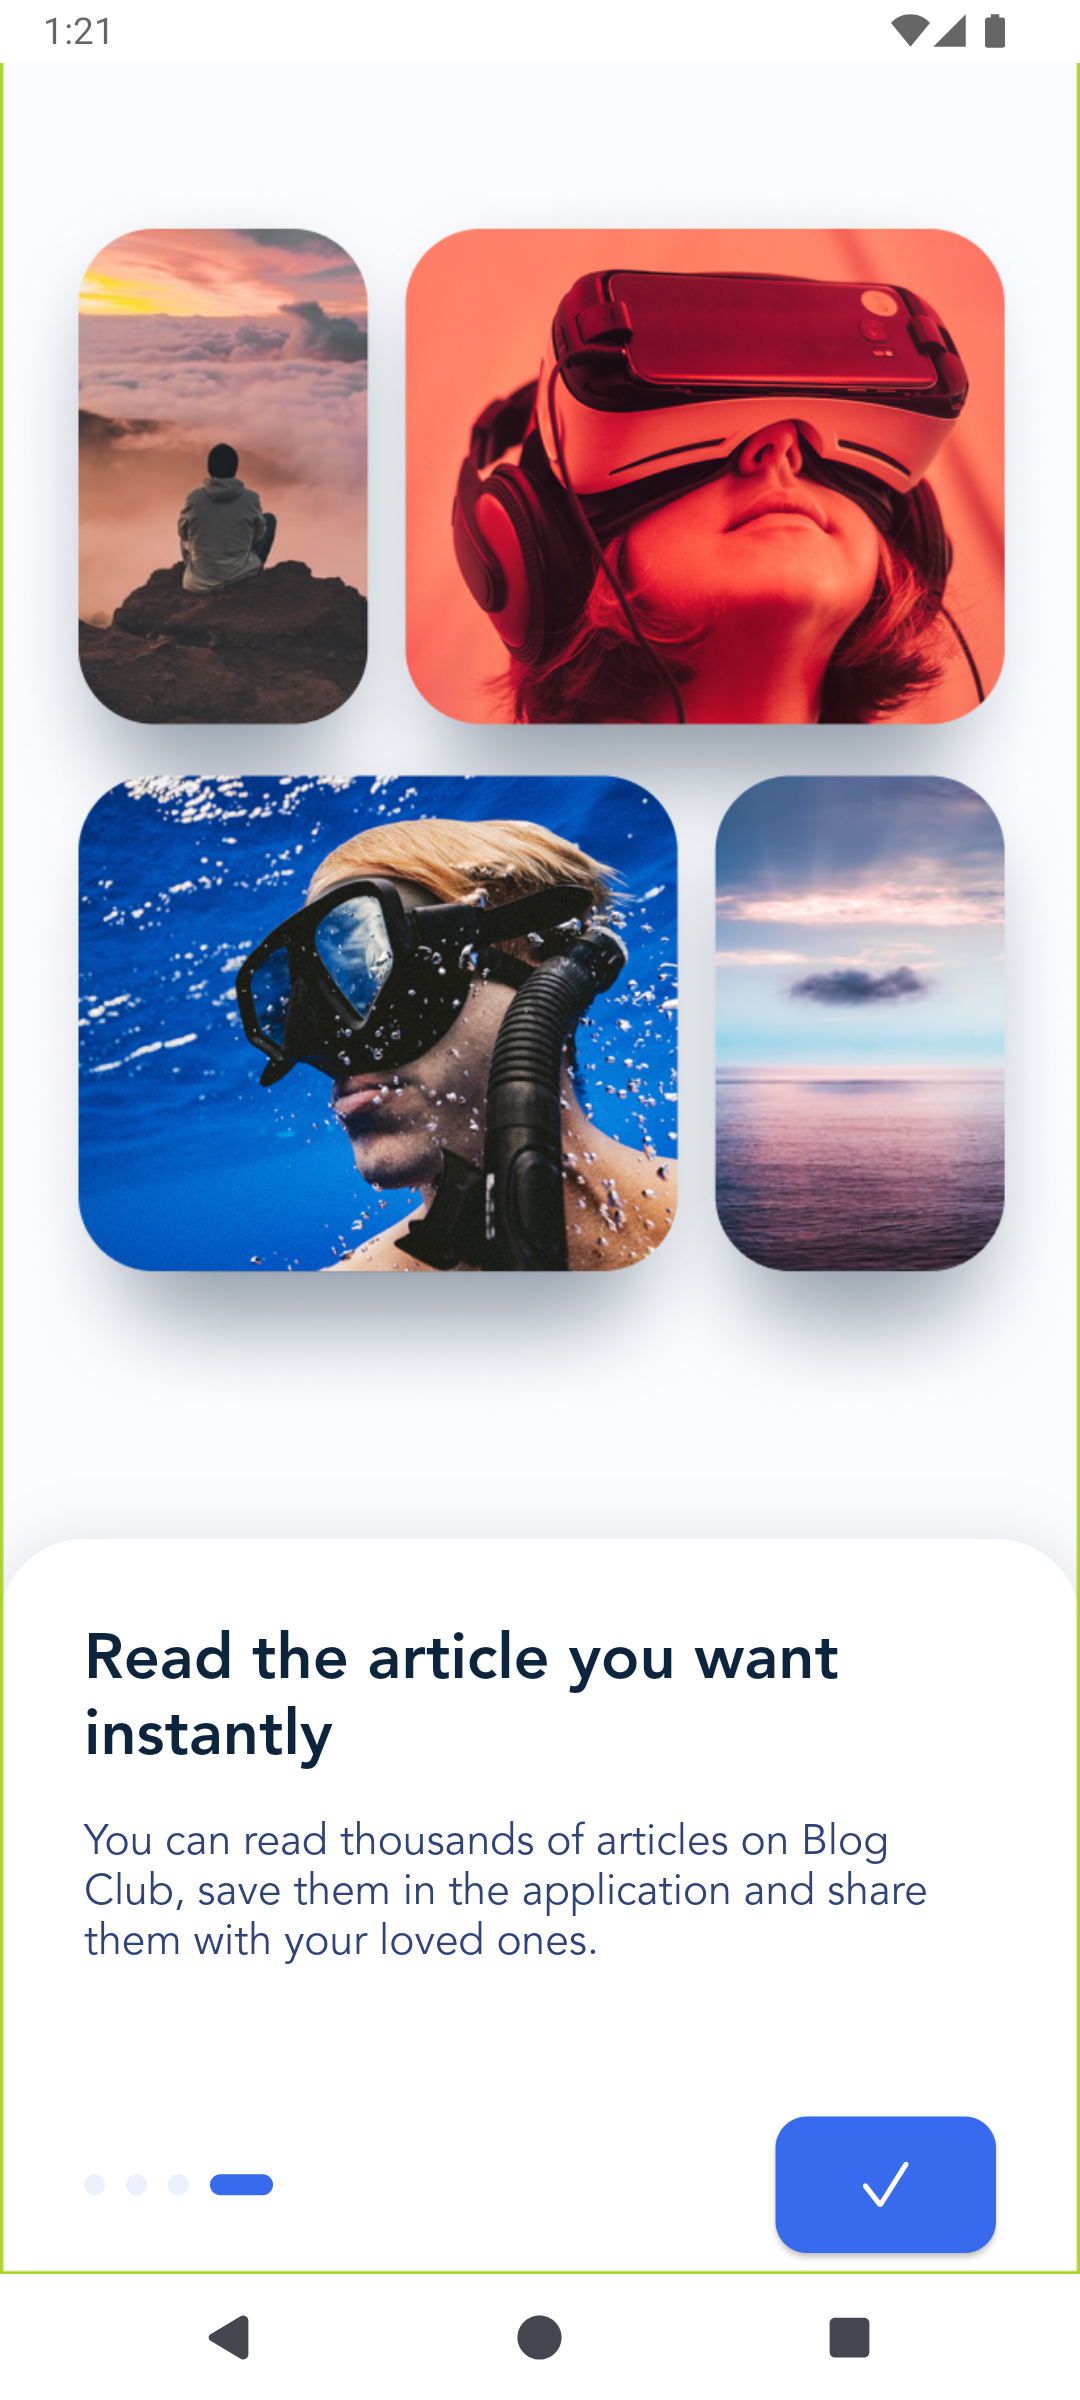 1:21
Read the article you want
instantly
You can read thousands of articles on Blog
Club, save them in the application and share
them with your loved ones.